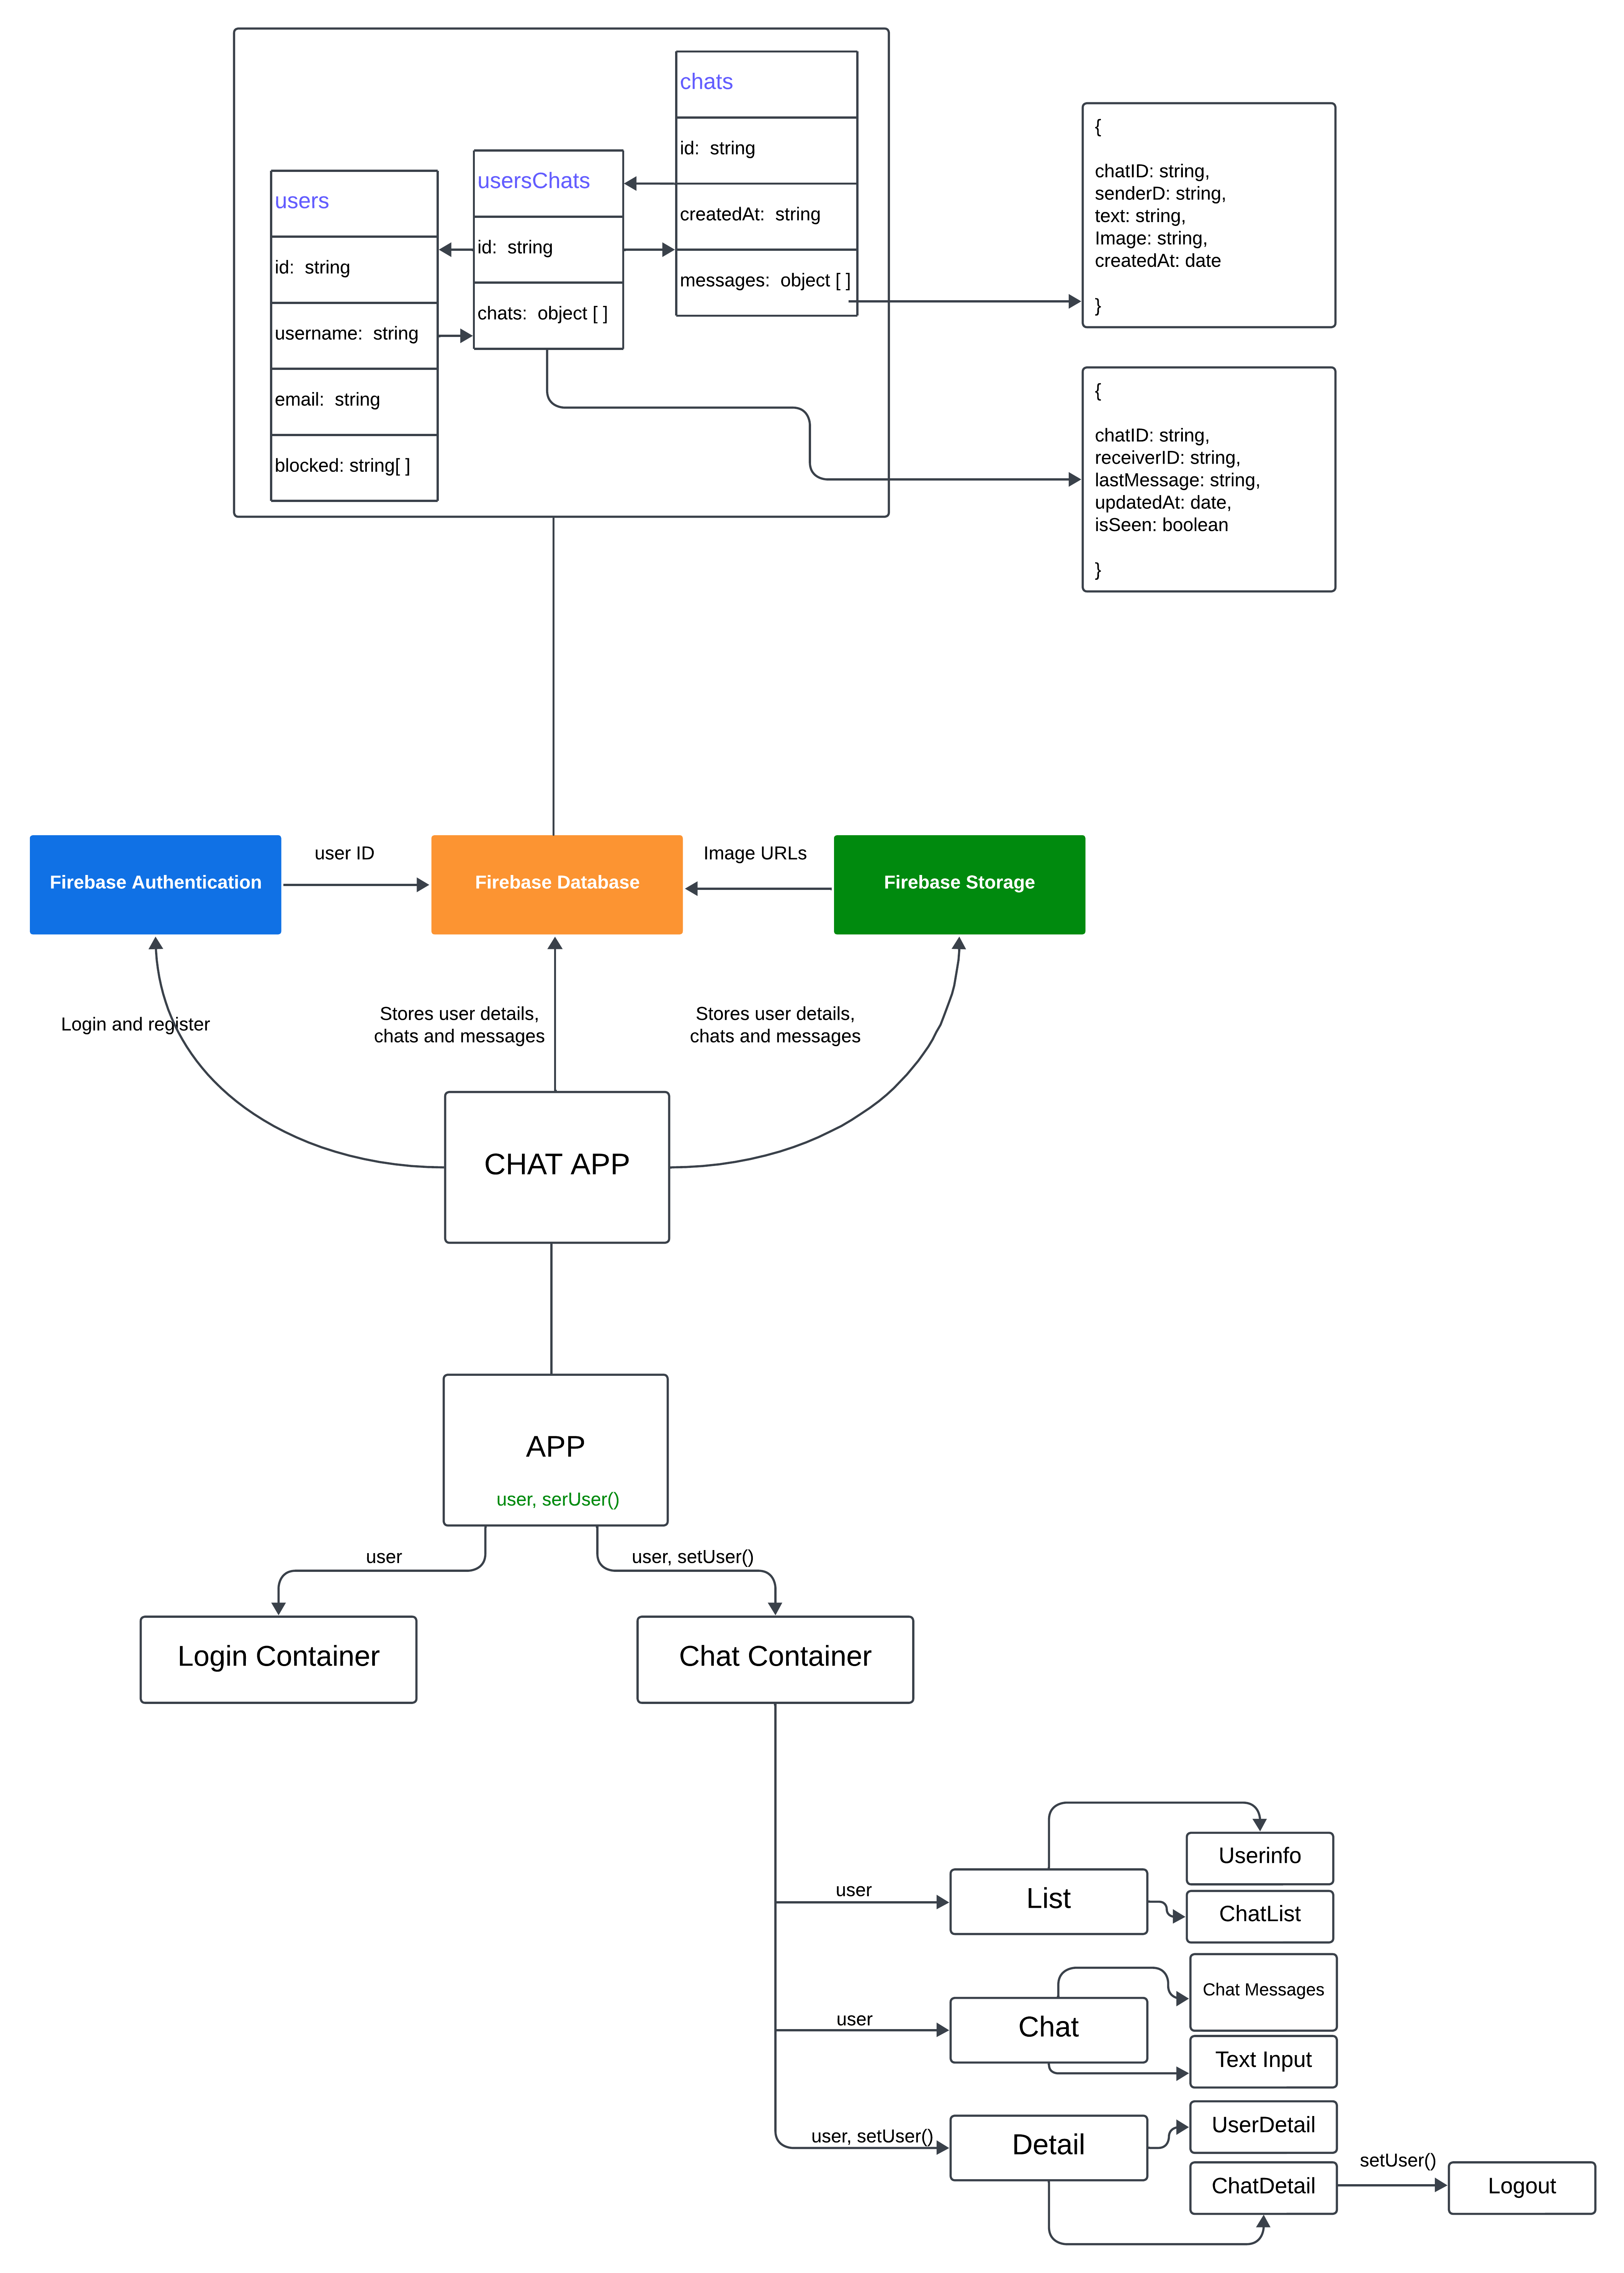 chats
id:  string
createdAt:  string
messages:  object [ ]
usersChats
id:  string
chats:  object [ ]
users
id:  string
username:  string
email:  string
blocked: string[ ]
{
chatID: string,
senderD: string,
text: string,
Image: string,
createdAt: date
}
{
chatID: string,
receiverID: string,
lastMessage: string,
updatedAt: date,
isSeen: boolean
}
Firebase Authentication
user ID
Firebase Database
Image URLs
Firebase Storage
Login and register
Stores user details,
chats and messages
Stores user details,
chats and messages
CHAT APP
APP
user, serUser()
user
user, setUser()
Login Container
Chat Container
user
List
Userinfo
ChatList
user
Chat
Chat Messages
Text Input
user, setUser()
Detail
UserDetail
ChatDetail
setUser()
Logout